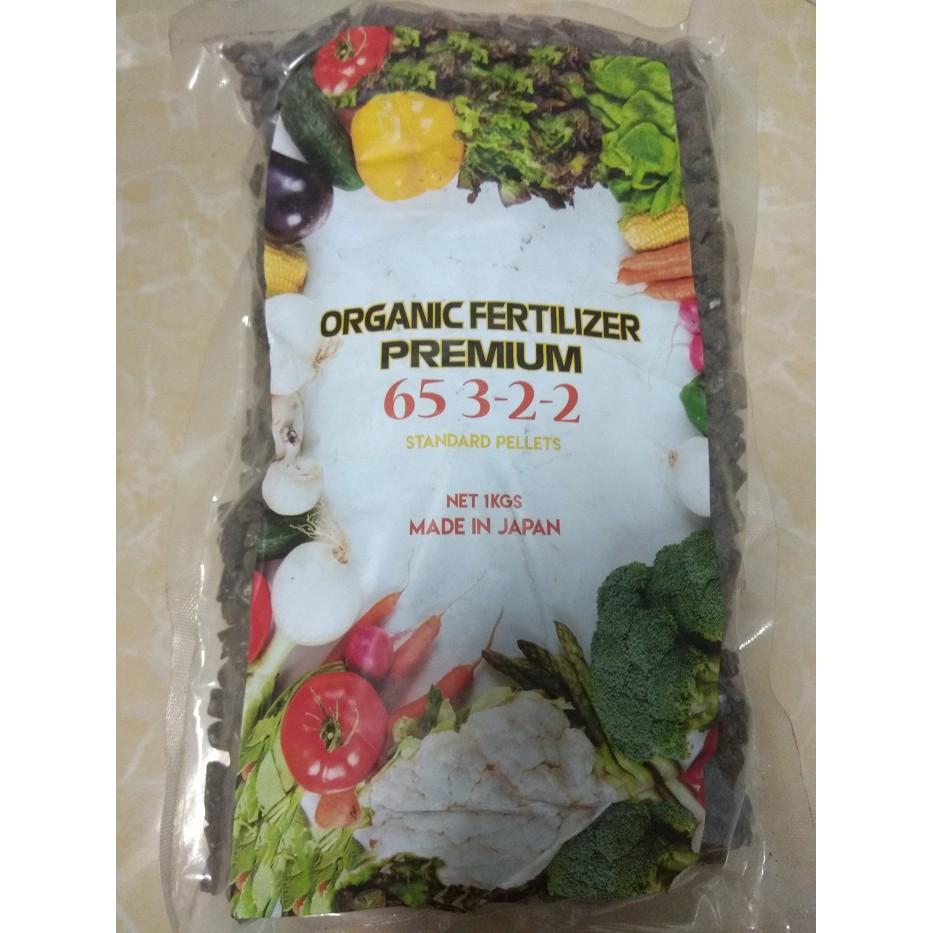 ORGANIC FERTILIZER
PREMIUM
65 3-2-2
STANDARD PELLETS
NET 1KGS
MADE IN JAPAN